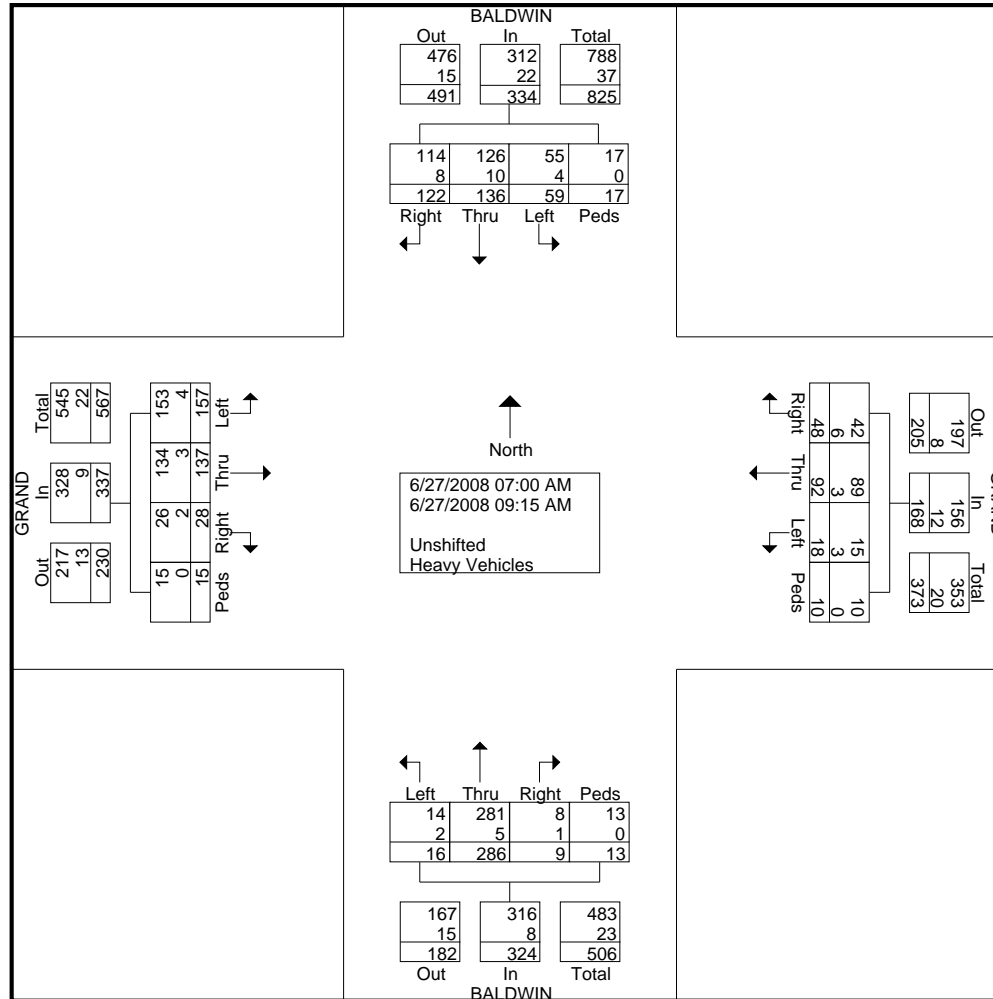 BALDWIN
Out In Total
476 312 788
15 22 37
491 334 825
114 126 55 17
8 10 4 0
122 136 59 17
Right Thru Left Peds
GRAND
Total In Out
545 328 217
22 9 13
567 337 230
153 134 26 15
4 3 2 0
157 137 28 15
Left Thru Right Peds
North
6/27/2008 07:00 AM
6/27/2008 09:15 AM
Unshifted
Heavy Vehicles
Right Thru Left Peds
48 92 18 10
6 3 3 0
42 89 15 10
205 168 373
8 12 20
197 156 353
Out In Total
Left Thru Right Peds
14 281 8 13
2 5 1 0
16 286 9 13
167 316 483
15 8 23
182 324 506
Out In Total
BALDWIN